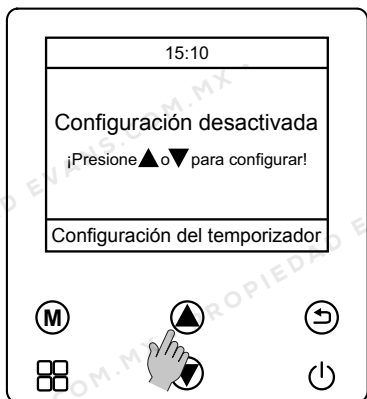 15:10
Configuración desactivada
¡Presione▲o▼para configurar!
Configuración del temporizador
M